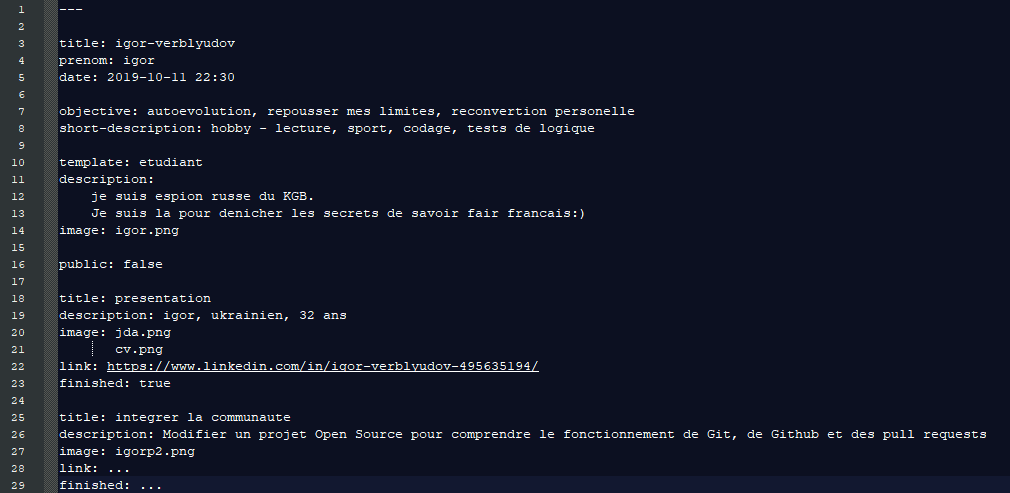 1 ---
2
3 title: igor-verblyudov
4 prenom: igor
5 date: 2019-10-11 22:30
6
7 objective: autoevolution, repousser mes limites, reconvertion personelle
8 short-description: hobby - lecture, sport, codage, tests de logique
9
10 template: etudiant
11 description:
12     je suis espion russe du KGB.
13     Je suis la pour denicher les secrets de savoir fair francais:)
14 image: igor.png
15
16 public: false
17
18 title: presentation
19 description: igor, ukrainien, 32 ans
20 image: jda.png
21        cv.png
22 link: https://www.linkedin.com/in/igor-verblyudov-495635194/
23 finished: true
24
25 title: integrer la communaute
26 description: Modifier un projet Open Source pour comprendre le fonctionnement de Git, de Github et des pull requests
27 image: igorp2.png
28 link: ...
29 finished: ...